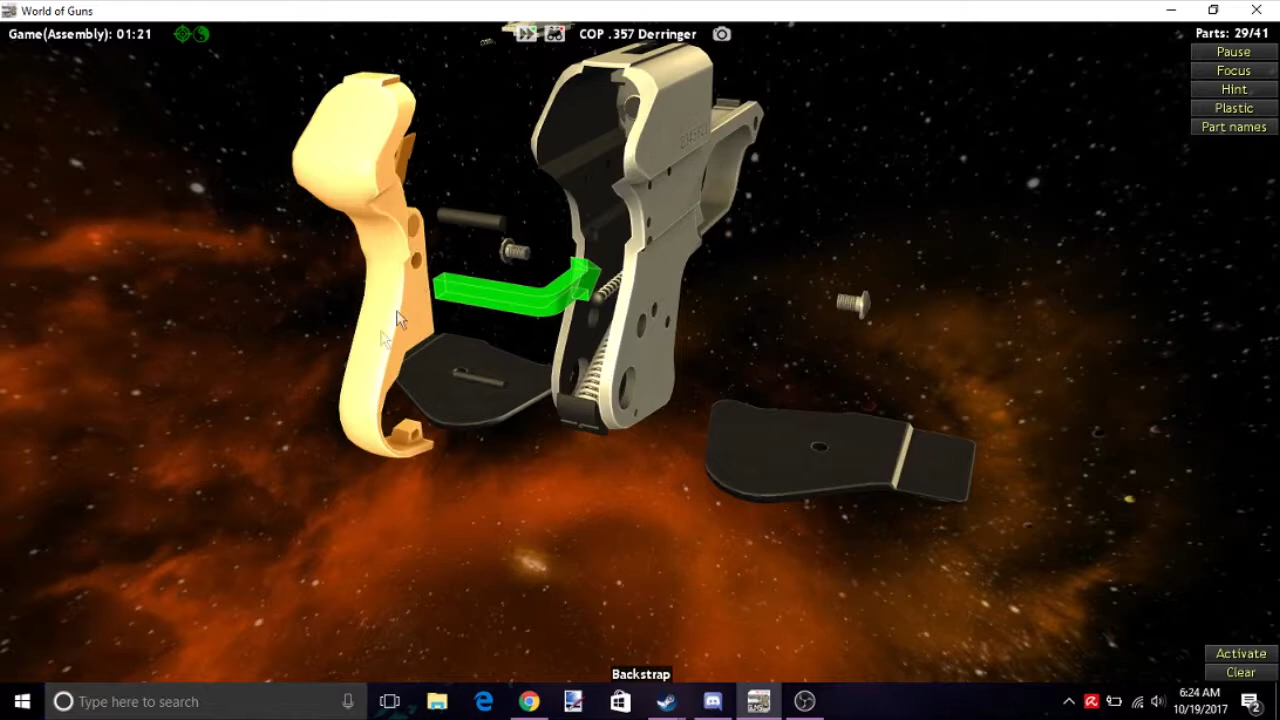 World of Guns
Game(Assembly): 01:21
COP .357 Derringer
Parts: 29/41
Pause
Focus
Hint
Plastic
Part names
Backstrap
Activate
Clear
Type here to search
6:24 AM
10/19/2017
2